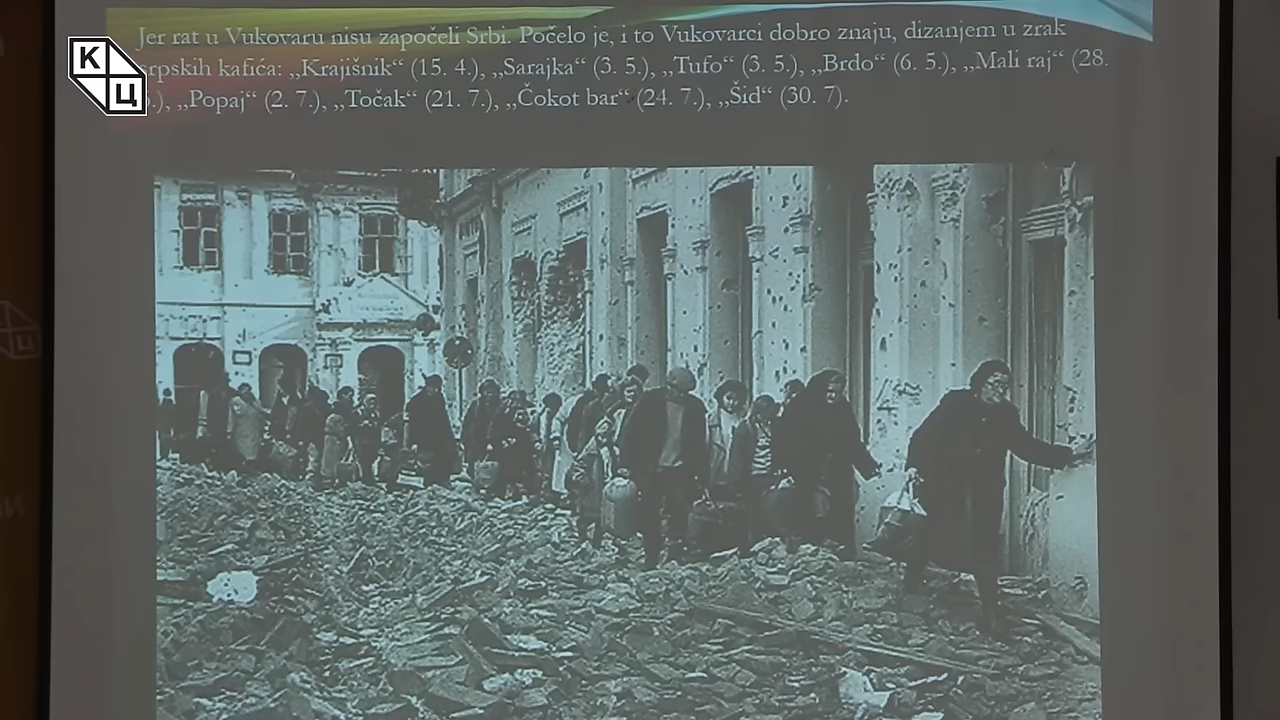 К
Ц
Jer rat u Vukovaru nisu započeli Srbi. Počelo je, i to Vukovarci dobro znaju, dizanjem u zrak
srpskih kafića: „Krajišnik“ (15. 4.), „Sarajka“ (3. 5.), „Tufo“ (3. 5.), „Brdo“ (6. 5.), „Mali raj“ (28.
.), „Popaj“ (2. 7.), „Točak“ (21. 7.), „Čokot bar“ (24. 7.), „Šid“ (30. 7).